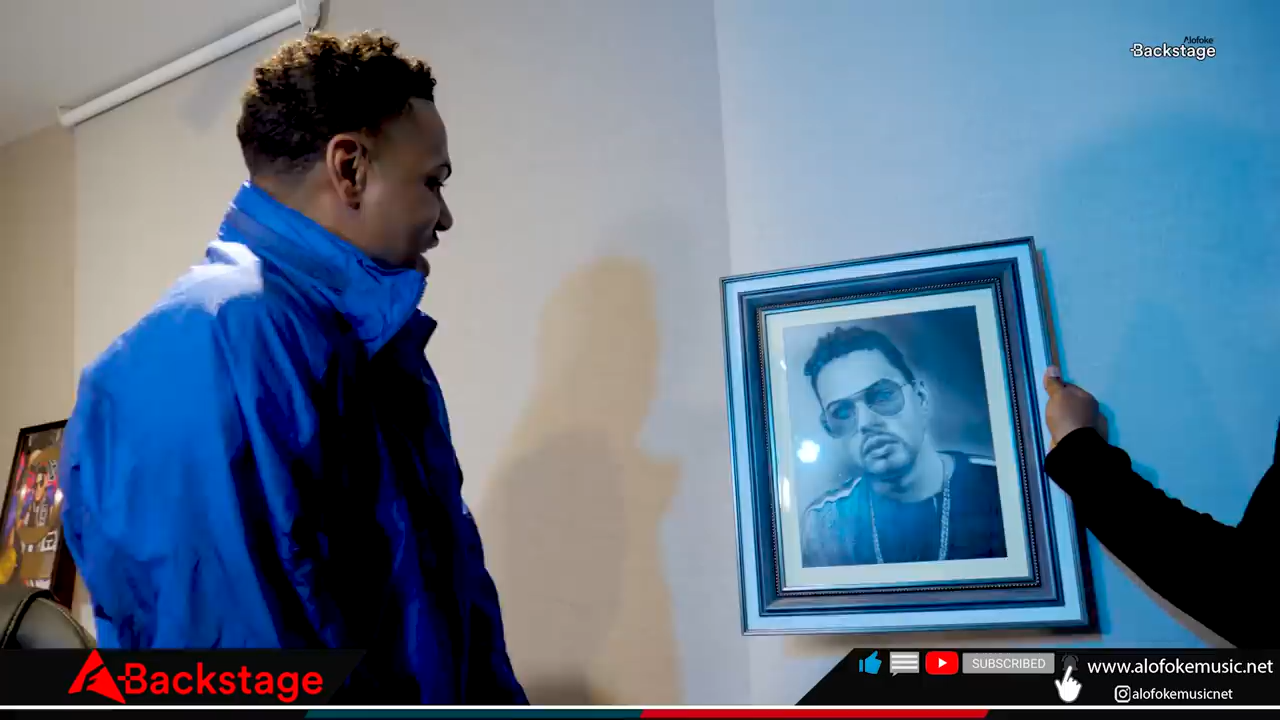 Alofoke
Backstage
Backstage
SUBSCRIBED
www.alofokemusic.net
alofokemusicnet